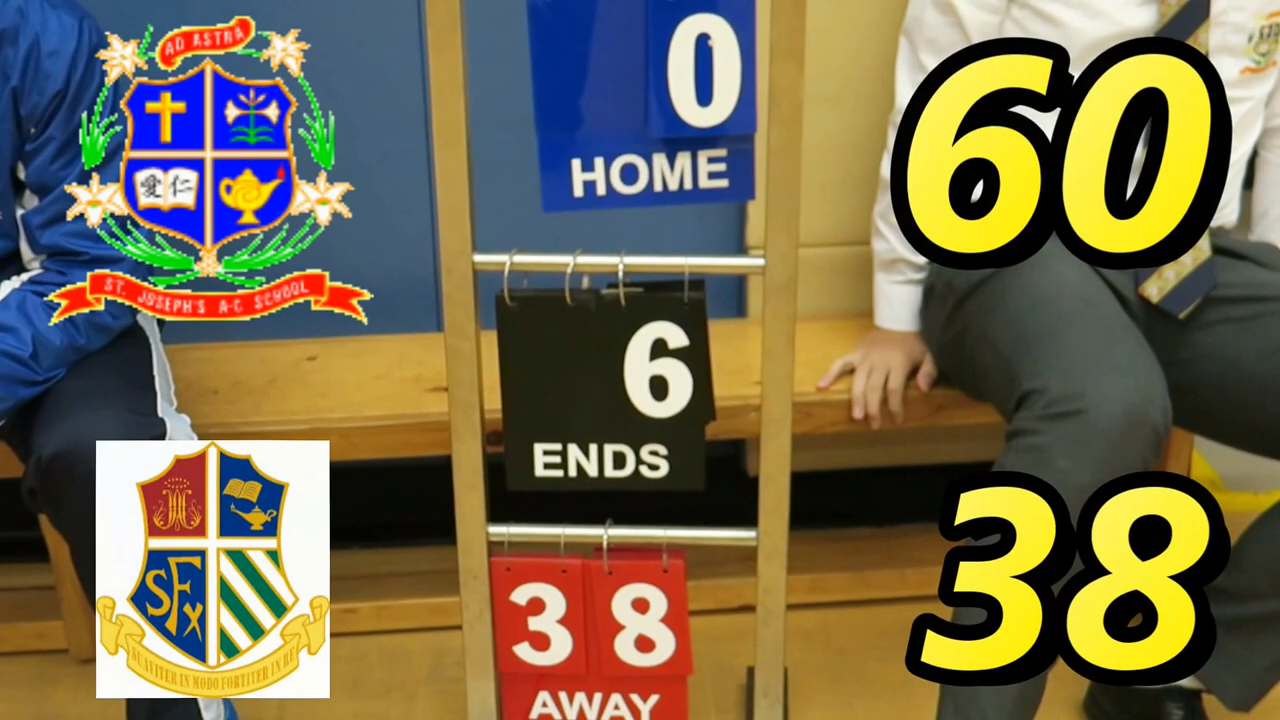 AD ASTRA
愛仁
ST. JOSEPH'S A-C SCHOOL
0
HOME
60
6
ENDS
SFX
SUAVITER IN MODO FORTITER IN RE
38
AWAY
38